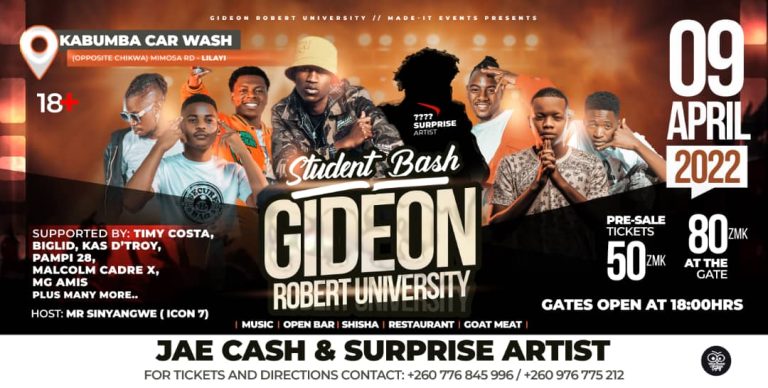 GIDEON ROBERT UNIVERSITY // MADE-IT EVENTS PRESENTS
KABUMBA CAR WASH
(OPPOSITE CHIKWA) MIMOSA RD - LILAYI
18+
????
SURPRISE
ARTIST
09
APRIL
2022
Student Bash
GIDEON
ROBERT UNIVERSITY
SUPPORTED BY: TIMY COSTA,
BIGLID, KAS D'TROY,
PAMPI 28,
MALCOLM CADRE X,
MG AMIS
PLUS MANY MORE..
HOST: MR SINYANGWE ( ICON 7)
PRE-SALE
TICKETS
50 ZMK
80 ZMK
AT THE
GATE
GATES OPEN AT 18:00HRS
| MUSIC | OPEN BAR | SHISHA | RESTAURANT | GOAT MEAT |
JAE CASH & SURPRISE ARTIST
FOR TICKETS AND DIRECTIONS CONTACT: +260 776 845 996 / +260 976 775 212